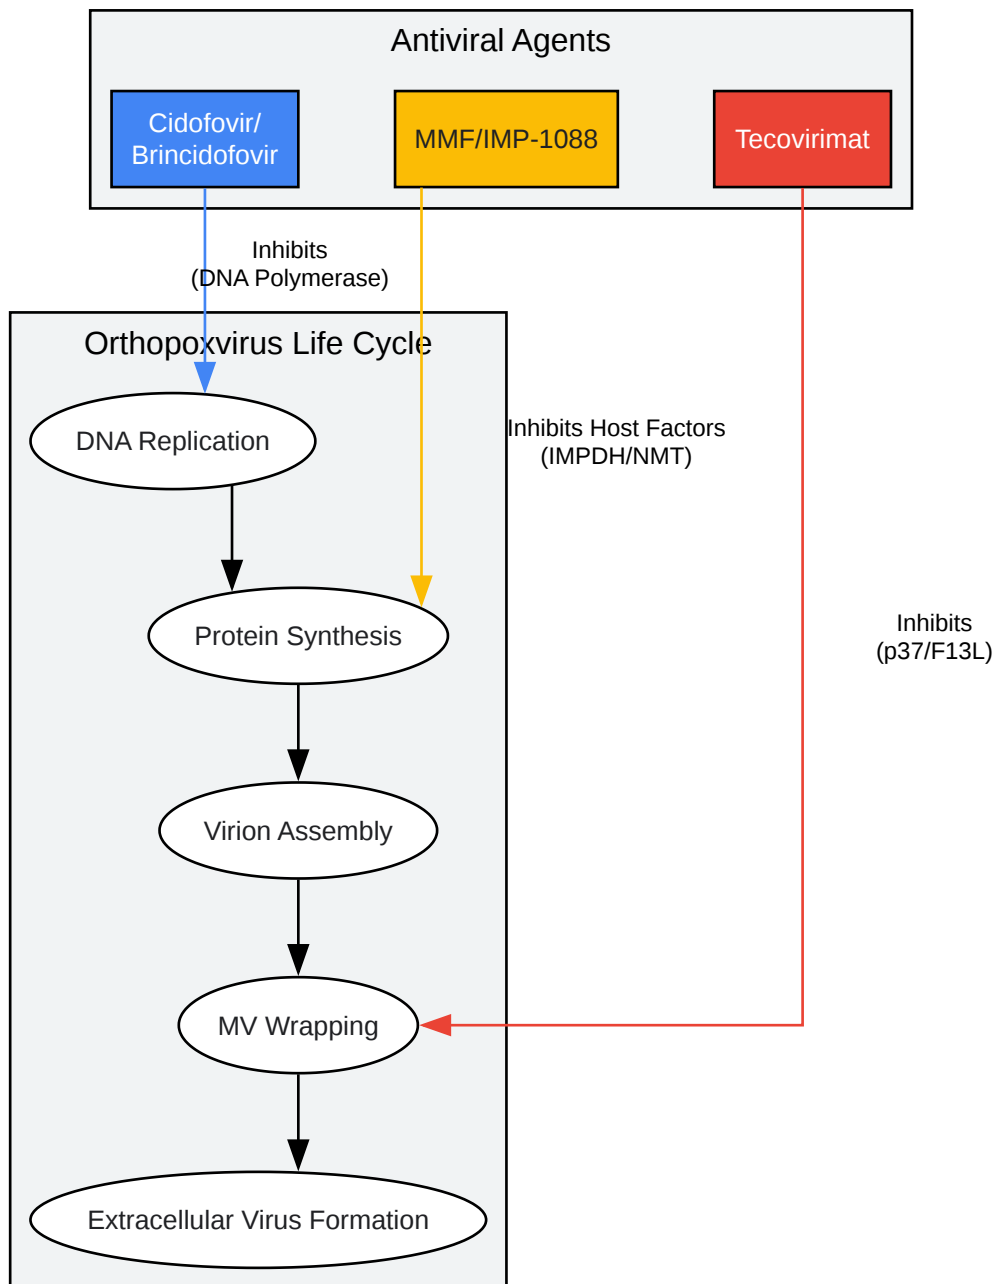 Antiviral Agents
Cidofovir/
Brincidofovir
MMF/IMP-1088
Tecovirimat
Inhibits
(DNA Polymerase)
Orthopoxvirus Life Cycle
DNA Replication
Inhibits Host Factors
(IMPDH/NMT)
Protein Synthesis
Inhibits
(p37/F13L)
Virion Assembly
MV Wrapping
Extracellular Virus Formation